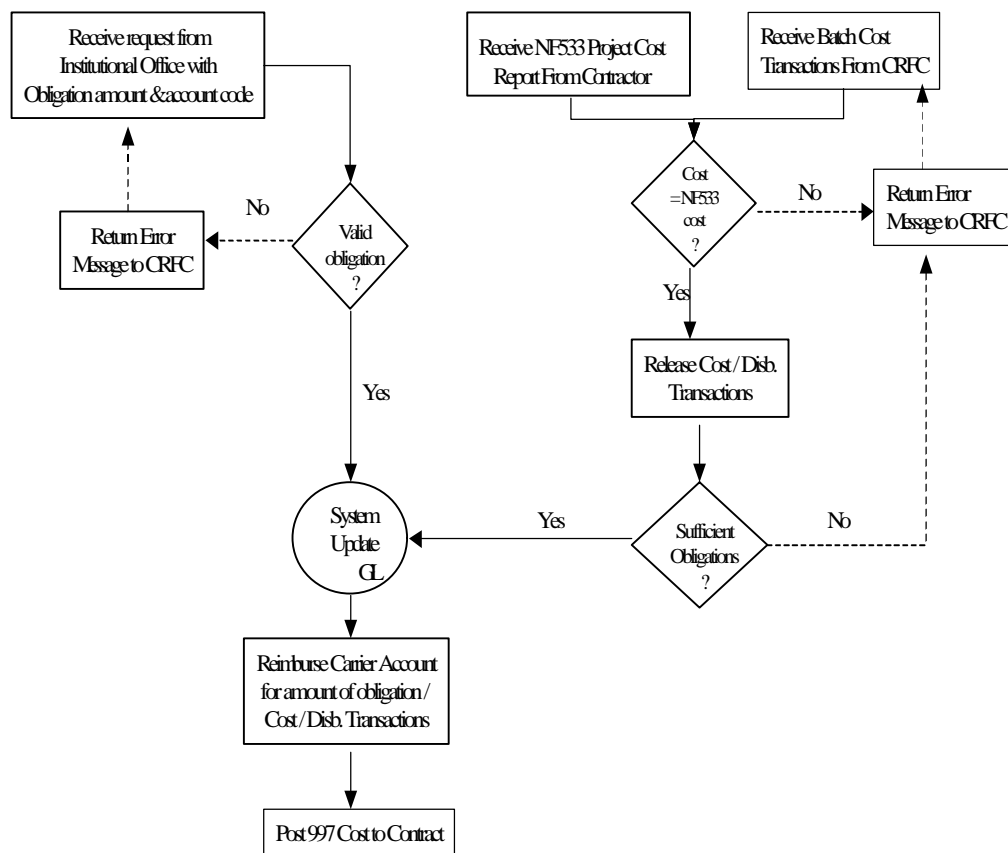 Receive request from
Institutional Office with
Obligation amount & account code
Receive NF533 Project Cost
Report From Contractor
Receive Batch Cost
Transactions From CRFC
Cost
= NF533
cost
?
No
Return Error
Message to CRFC
No
Return Error
Message to CRFC
Valid
obligation
?
Yes
Release Cost / Disb.
Transactions
Yes
System
Update
GL
Yes
Sufficient
Obligations
?
No
Reimburse Carrier Account
for amount of obligation /
Cost / Disb. Transactions
Post 997 Cost to Contract